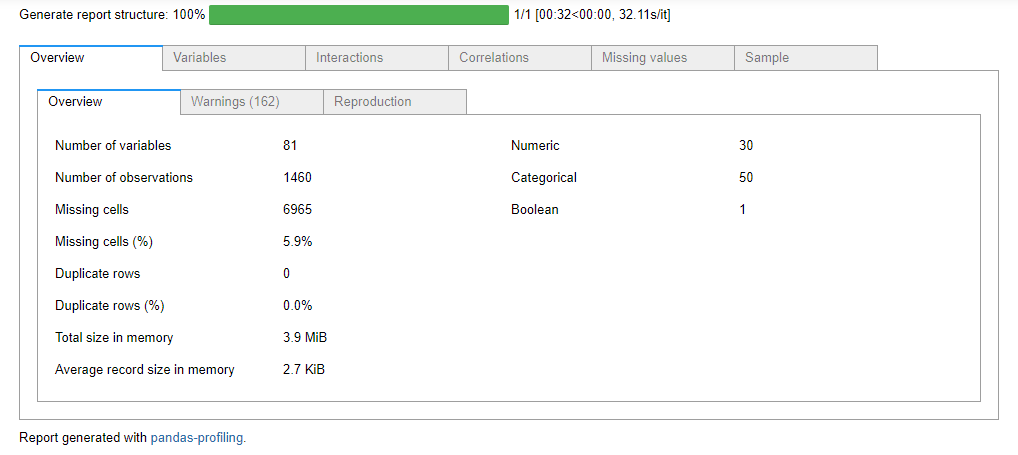 Generate report structure: 100% 1/1 [00:32<00:00, 32.11s/it]
Overview Variables Interactions Correlations Missing values Sample
Overview Warnings (162) Reproduction
Number of variables 81 Numeric 30
Number of observations 1460 Categorical 50
Missing cells 6965 Boolean 1
Missing cells (%) 5.9%
Duplicate rows 0
Duplicate rows (%) 0.0%
Total size in memory 3.9 MiB
Average record size in memory 2.7 KiB
Report generated with pandas-profiling.